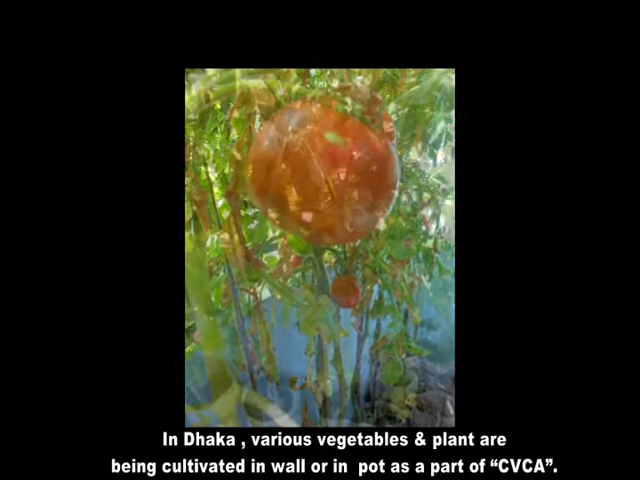 In Dhaka , various vegetables & plant are
being cultivated in wall or in pot as a part of “CVCA”.